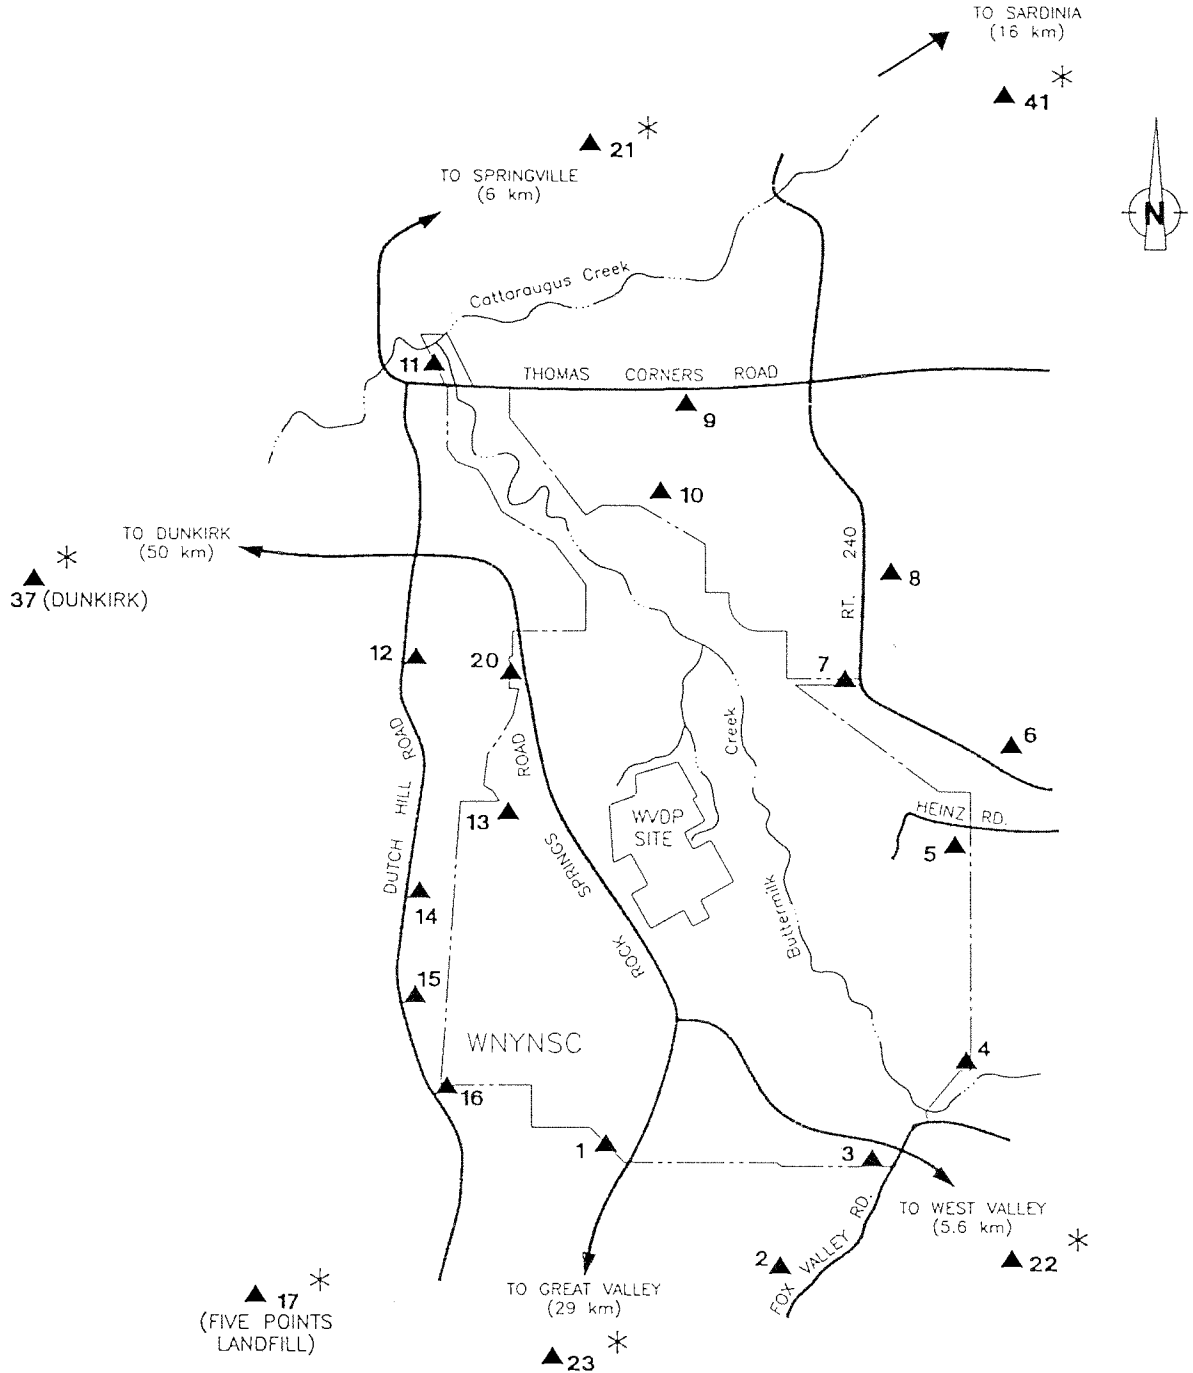 TO SARDINIA
(16 km)
41
21
TO SPRINGVILLE
(6 km)
N
Cattaraugus Creek
11
THOMAS CORNERS ROAD
9
10
TO DUNKIRK
(50 km)
RT. 240
8
37 (DUNKIRK)
12
20
7
6
DUTCH HILL ROAD
ROCK SPRINGS ROAD
Buttermilk Creek
13
WVDP
SITE
HEINZ RD.
5
14
15
WNYNSC
4
16
1
3
TO WEST VALLEY
(5.6 km)
2
FOX VALLEY RD.
22
17
(FIVE POINTS
LANDFILL)
TO GREAT VALLEY
(29 km)
23